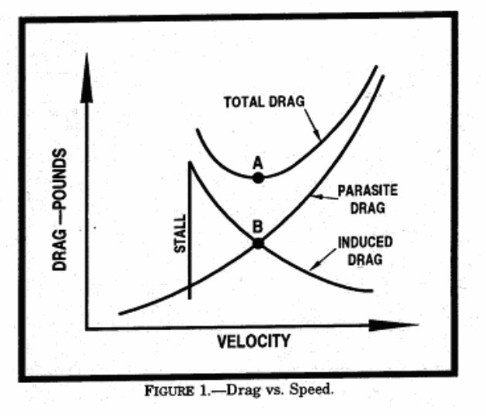 TOTAL DRAG
A
PARASITE
DRAG
B
INDUCED
DRAG
STALL
DRAG—POUNDS
VELOCITY
FIGURE 1.—Drag vs. Speed.